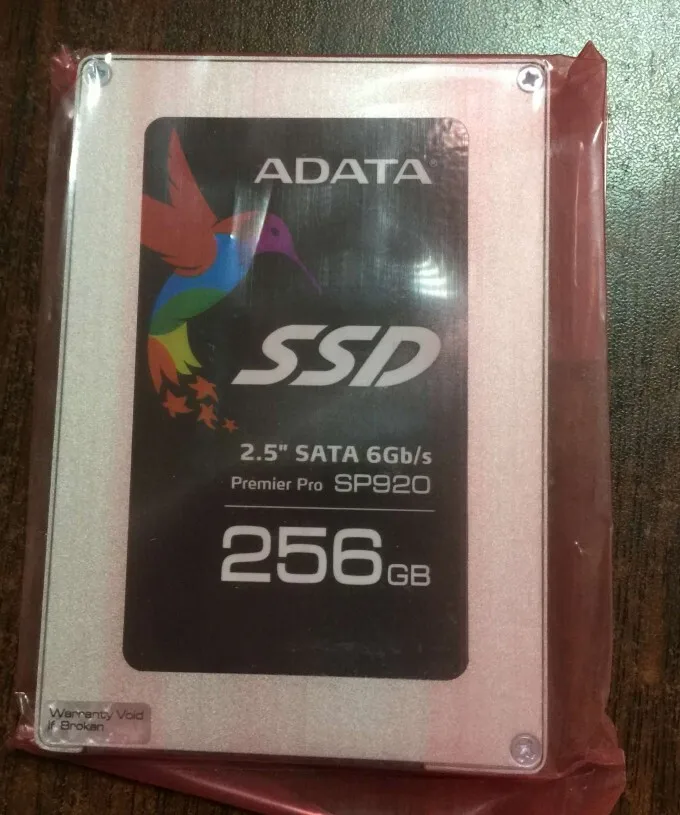 ADATA
SSD
2.5" SATA 6Gb/s
Premier Pro SP920
256GB
Warranty Void
If Broken